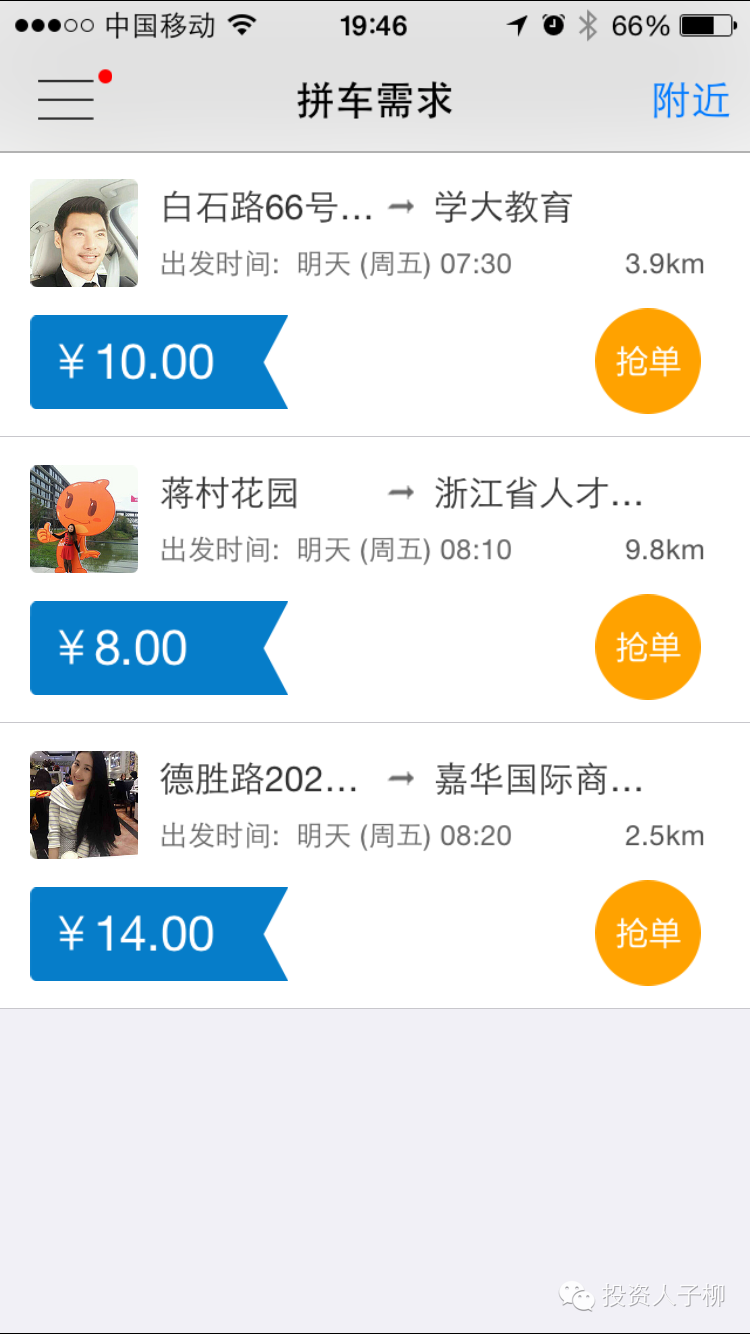 中国移动 19:46 66%
拼车需求 附近
白石路66号... → 学大教育
出发时间: 明天 (周五) 07:30 3.9km
¥10.00 抢单
蒋村花园 → 浙江省人才...
出发时间: 明天 (周五) 08:10 9.8km
¥8.00 抢单
德胜路202... → 嘉华国际商...
出发时间: 明天 (周五) 08:20 2.5km
¥14.00 抢单
投资人子柳